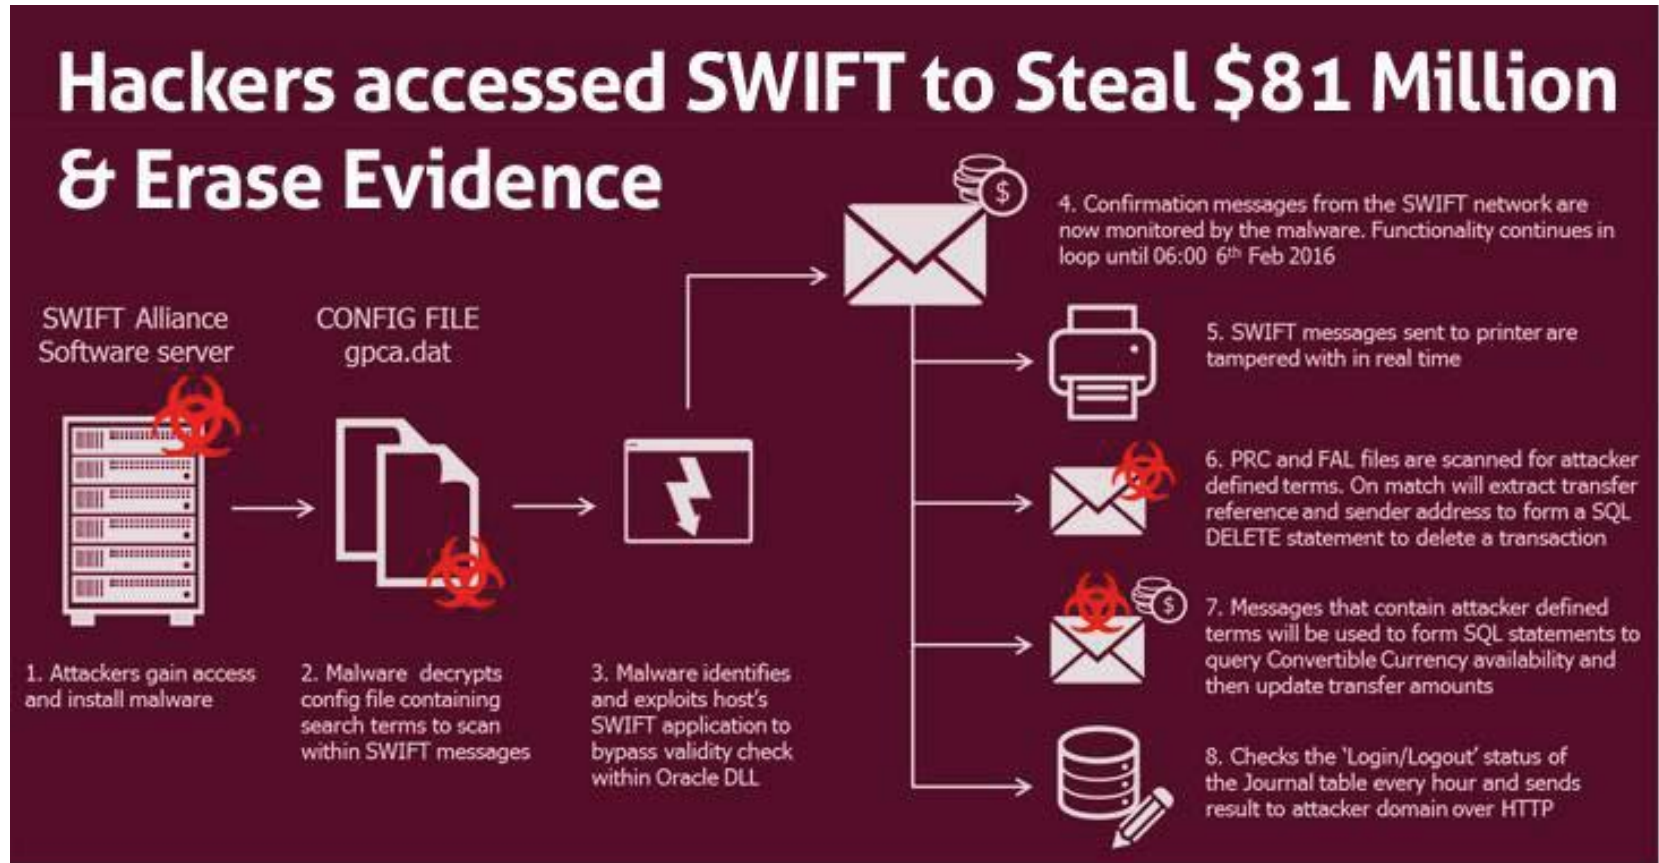 Hackers accessed SWIFT to Steal $81 Million
& Erase Evidence
SWIFT Alliance
Software server
1. Attackers gain access
and install malware
CONFIG FILE
gpca.dat
2. Malware decrypts
config file containing
search terms to scan
within SWIFT messages
3. Malware identifies
and exploits host's
SWIFT application to
bypass validity check
within Oracle DLL
$
4. Confirmation messages from the SWIFT network are
now monitored by the malware. Functionality continues in
loop until 06:00 6th Feb 2016
5. SWIFT messages sent to printer are
tampered with in real time
6. PRC and FAL files are scanned for attacker
defined terms. On match will extract transfer
reference and sender address to form a SQL
DELETE statement to delete a transaction
$
7. Messages that contain attacker defined
terms will be used to form SQL statements to
query Convertible Currency availability and
then update transfer amounts
8. Checks the 'Login/Logout' status of
the Journal table every hour and sends
result to attacker domain over HTTP